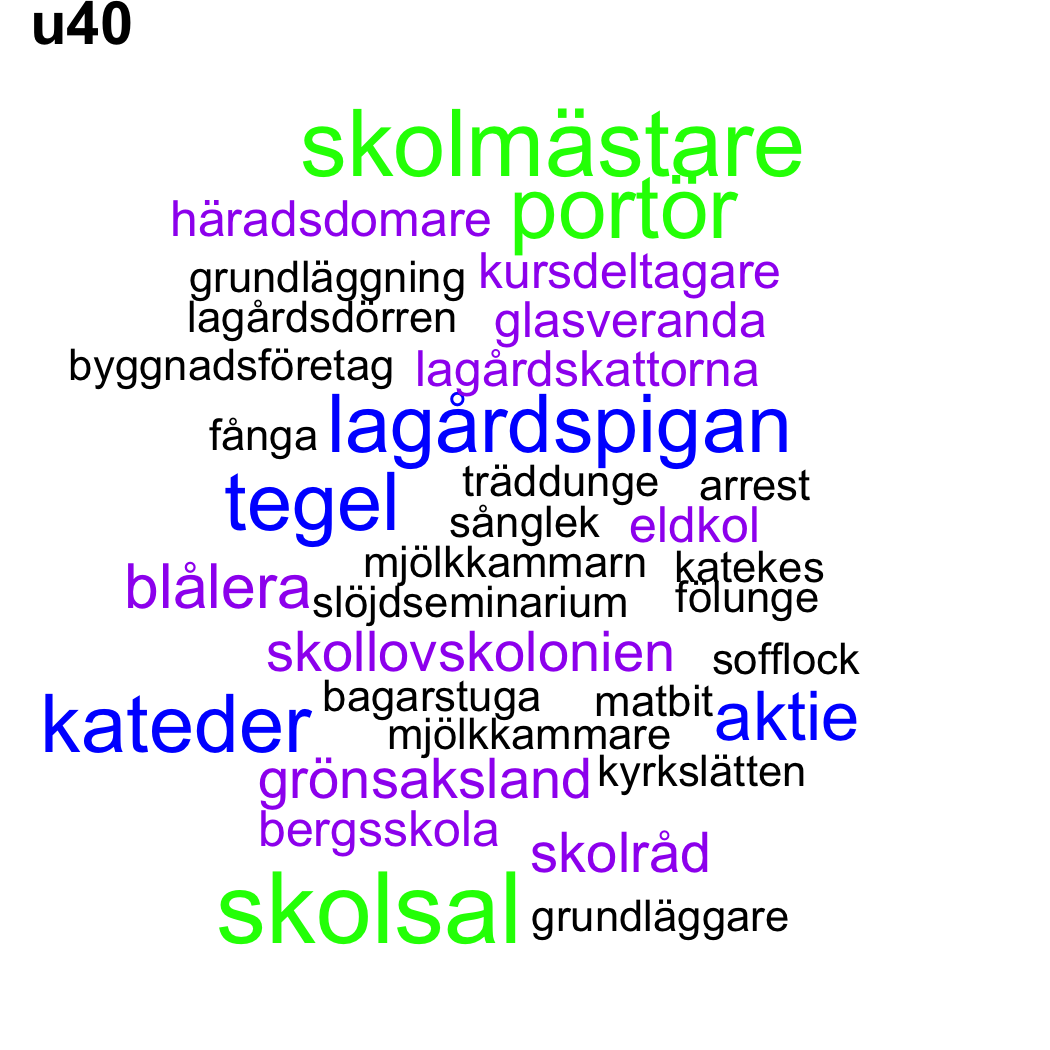 u40
skolmästare
häradsdomare portör
grundläggning kursdeltagare
lagårdsdörren glasveranda
byggnadsföretag lagårdskattorna
fånga lagårdspigan
tegel träddunge arrest
sånglek eldkol
mjölkkammarn katekes
blålera slöjdseminarium fölunge
skollovskolonien sofflock
kateder bagarstuga matbit aktie
mjölkkammare
grönsaksland kyrkslätten
bergsskola skolråd
skolsal grundläggare